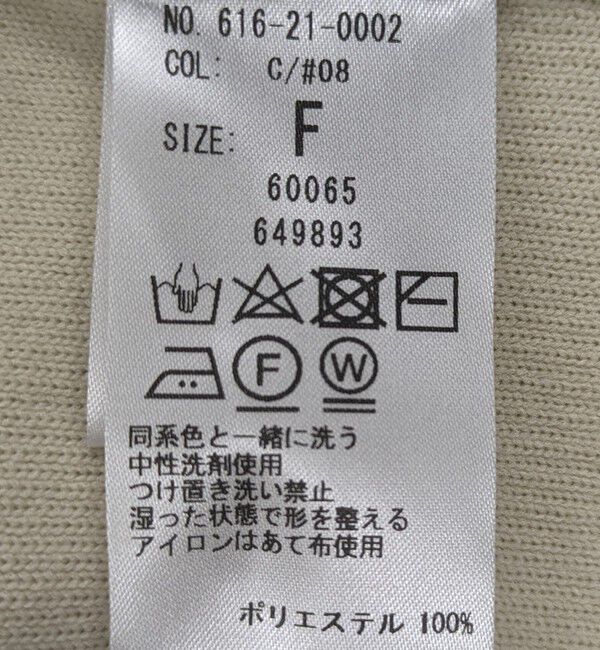 NO. 616-21-0002
COL: C/#08
SIZE: F
60065
649893
F W
同系色と一緒に洗う
中性洗剤使用
つけ置き洗い禁止
湿った状態で形を整える
アイロンはあて布使用
ポリエステル 100%